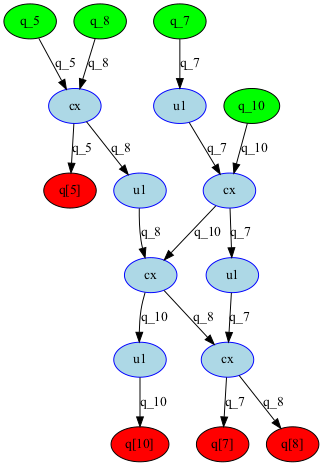 q_5 q_8 q_7
q_5 q_8 q_7
cx u1 q_10
q_5 q_8 q_7 q_10
q[5] u1 cx
q_8 q_10 q_7
cx u1
q_10 q_8 q_7
u1 cx
q_10 q_7 q_8
q[10] q[7] q[8]